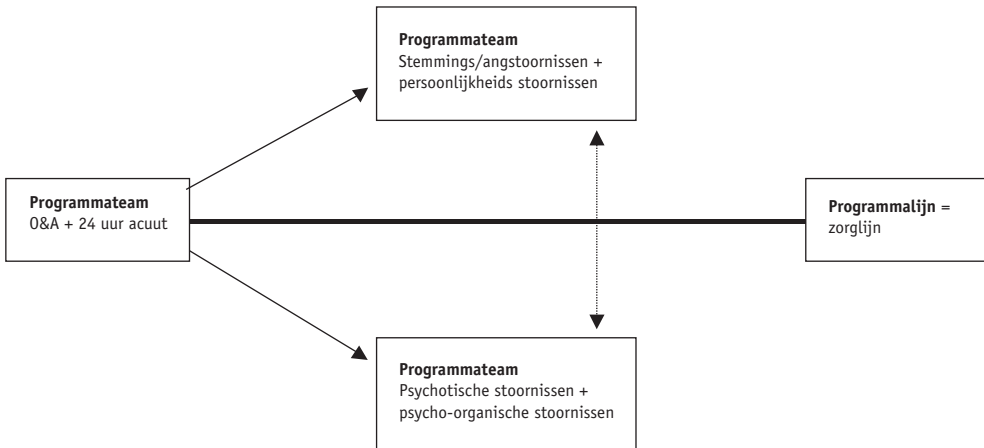 Programmateam
Stemmings/angstoornissen +
persoonlijkheids stoornissen
Programmateam
O&A + 24 uur acuut
Programmalijn =
zorglijn
Programmateam
Psychotische stoornissen +
psycho-organische stoornissen